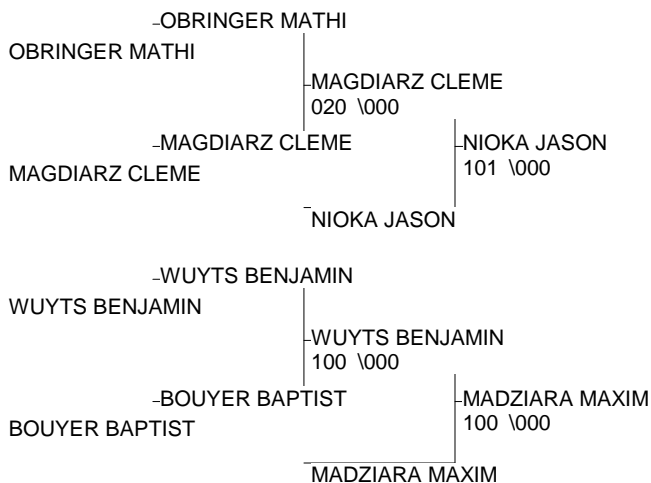 OBRINGER MATHI
OBRINGER MATHI
MAGDIARZ CLEME
020 \000
MAGDIARZ CLEME
NIOKA JASON
101 \000
MAGDIARZ CLEME
NIOKA JASON
WUYTS BENJAMIN
WUYTS BENJAMIN
WUYTS BENJAMIN
100 \000
BOUYER BAPTIST
MADZIARA MAXIM
100 \000
BOUYER BAPTIST
MADZIARA MAXIM